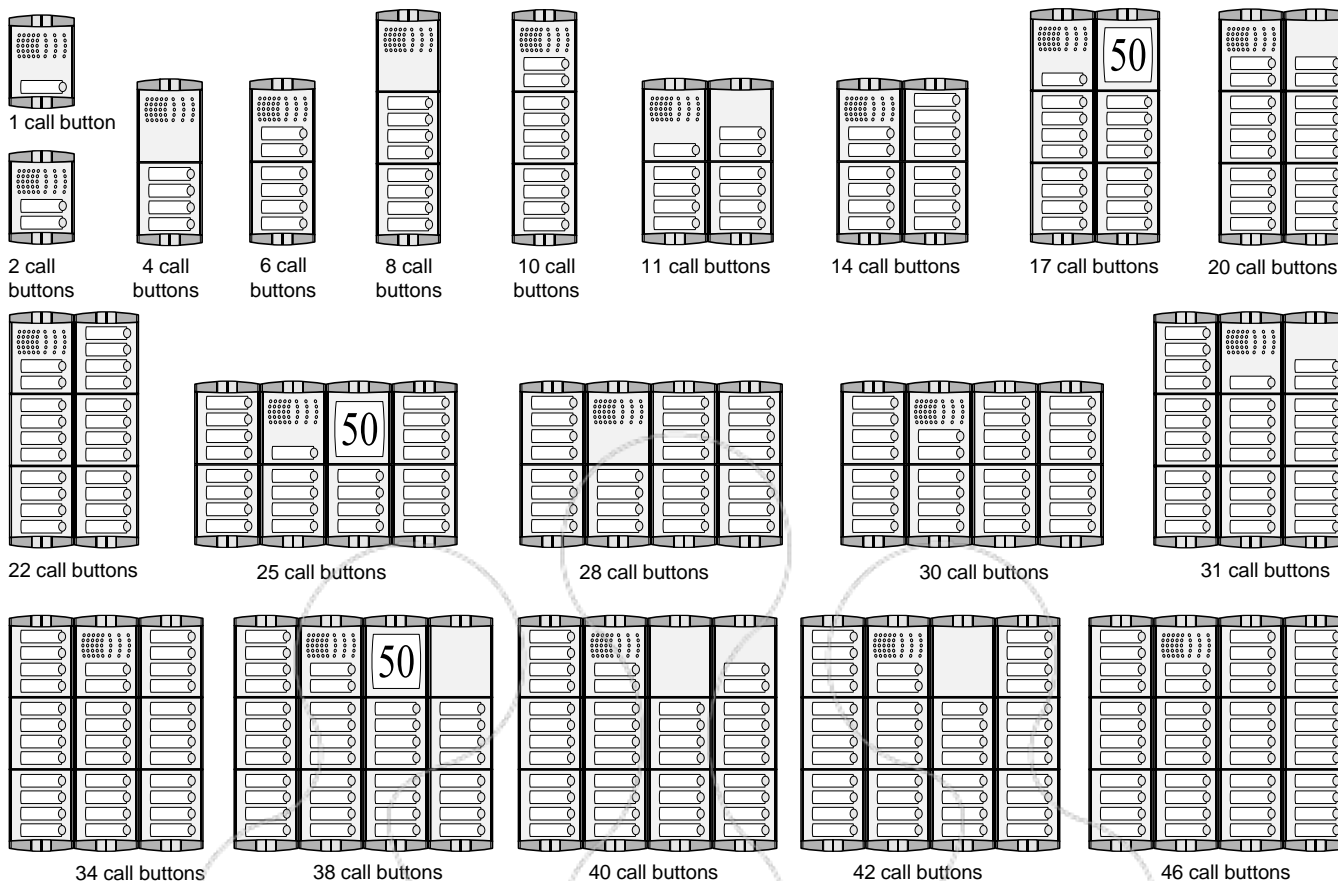 50
1 call button
2 call
buttons
4 call
buttons
6 call
buttons
8 call
buttons
10 call
buttons
11 call buttons
14 call buttons
17 call buttons
20 call buttons
50
22 call buttons
25 call buttons
28 call buttons
30 call buttons
31 call buttons
50
34 call buttons
38 call buttons
40 call buttons
42 call buttons
46 call buttons